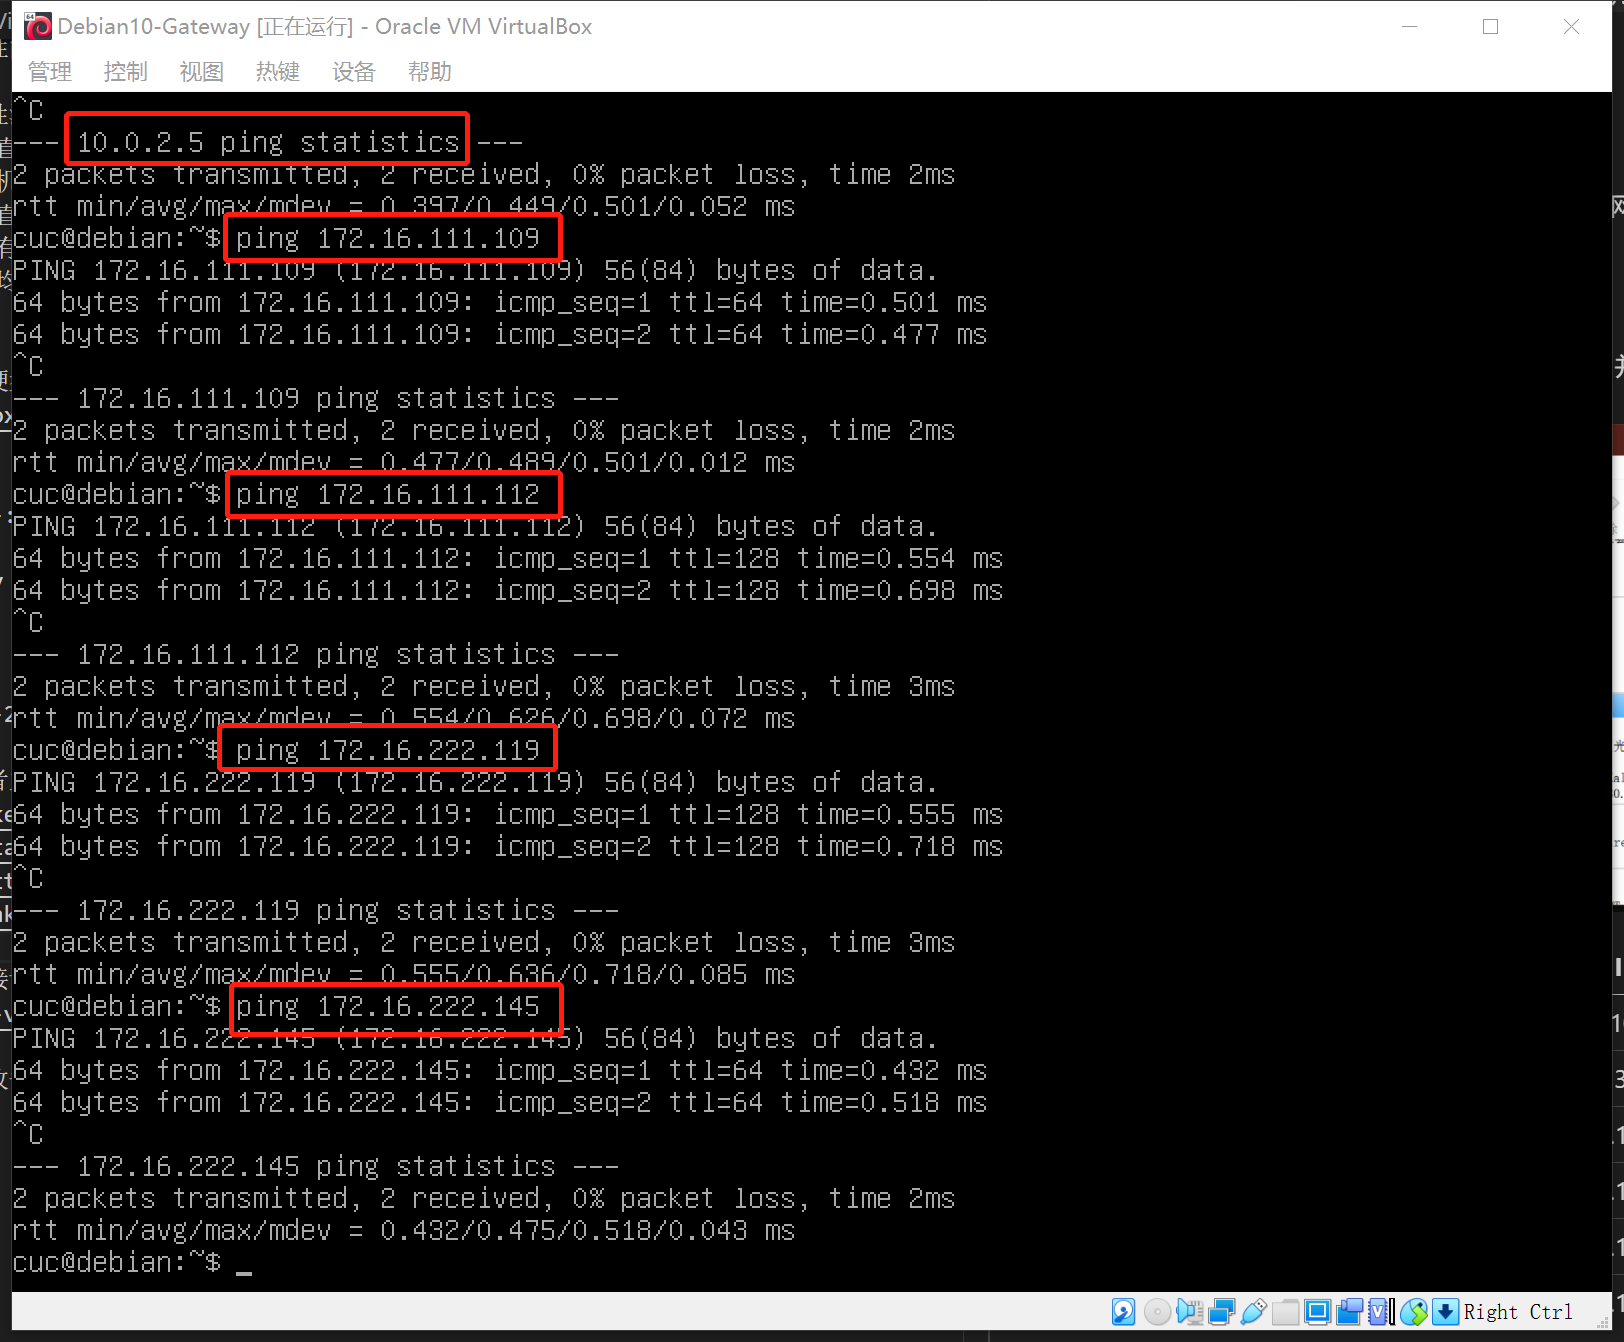 Debian10-Gateway [正在运行] - Oracle VM VirtualBox
管理 控制 视图 热键 设备 帮助
^C
--- 10.0.2.5 ping statistics ---
2 packets transmitted, 2 received, 0% packet loss, time 2ms
rtt min/avg/max/mdev = 0.397/0.449/0.501/0.052 ms
cuc@debian:~$ ping 172.16.111.109
PING 172.16.111.109 (172.16.111.109) 56(84) bytes of data.
64 bytes from 172.16.111.109: icmp_seq=1 ttl=64 time=0.501 ms
64 bytes from 172.16.111.109: icmp_seq=2 ttl=64 time=0.477 ms
^C
--- 172.16.111.109 ping statistics ---
2 packets transmitted, 2 received, 0% packet loss, time 2ms
rtt min/avg/max/mdev = 0.477/0.489/0.501/0.012 ms
cuc@debian:~$ ping 172.16.111.112
PING 172.16.111.112 (172.16.111.112) 56(84) bytes of data.
64 bytes from 172.16.111.112: icmp_seq=1 ttl=128 time=0.554 ms
64 bytes from 172.16.111.112: icmp_seq=2 ttl=128 time=0.698 ms
^C
--- 172.16.111.112 ping statistics ---
2 packets transmitted, 2 received, 0% packet loss, time 3ms
rtt min/avg/max/mdev = 0.554/0.626/0.698/0.072 ms
cuc@debian:~$ ping 172.16.222.119
PING 172.16.222.119 (172.16.222.119) 56(84) bytes of data.
64 bytes from 172.16.222.119: icmp_seq=1 ttl=128 time=0.555 ms
64 bytes from 172.16.222.119: icmp_seq=2 ttl=128 time=0.718 ms
^C
--- 172.16.222.119 ping statistics ---
2 packets transmitted, 2 received, 0% packet loss, time 3ms
rtt min/avg/max/mdev = 0.555/0.636/0.718/0.085 ms
cuc@debian:~$ ping 172.16.222.145
PING 172.16.222.145 (172.16.222.145) 56(84) bytes of data.
64 bytes from 172.16.222.145: icmp_seq=1 ttl=64 time=0.432 ms
64 bytes from 172.16.222.145: icmp_seq=2 ttl=64 time=0.518 ms
^C
--- 172.16.222.145 ping statistics ---
2 packets transmitted, 2 received, 0% packet loss, time 2ms
rtt min/avg/max/mdev = 0.432/0.475/0.518/0.043 ms
cuc@debian:~$ _
Right Ctrl